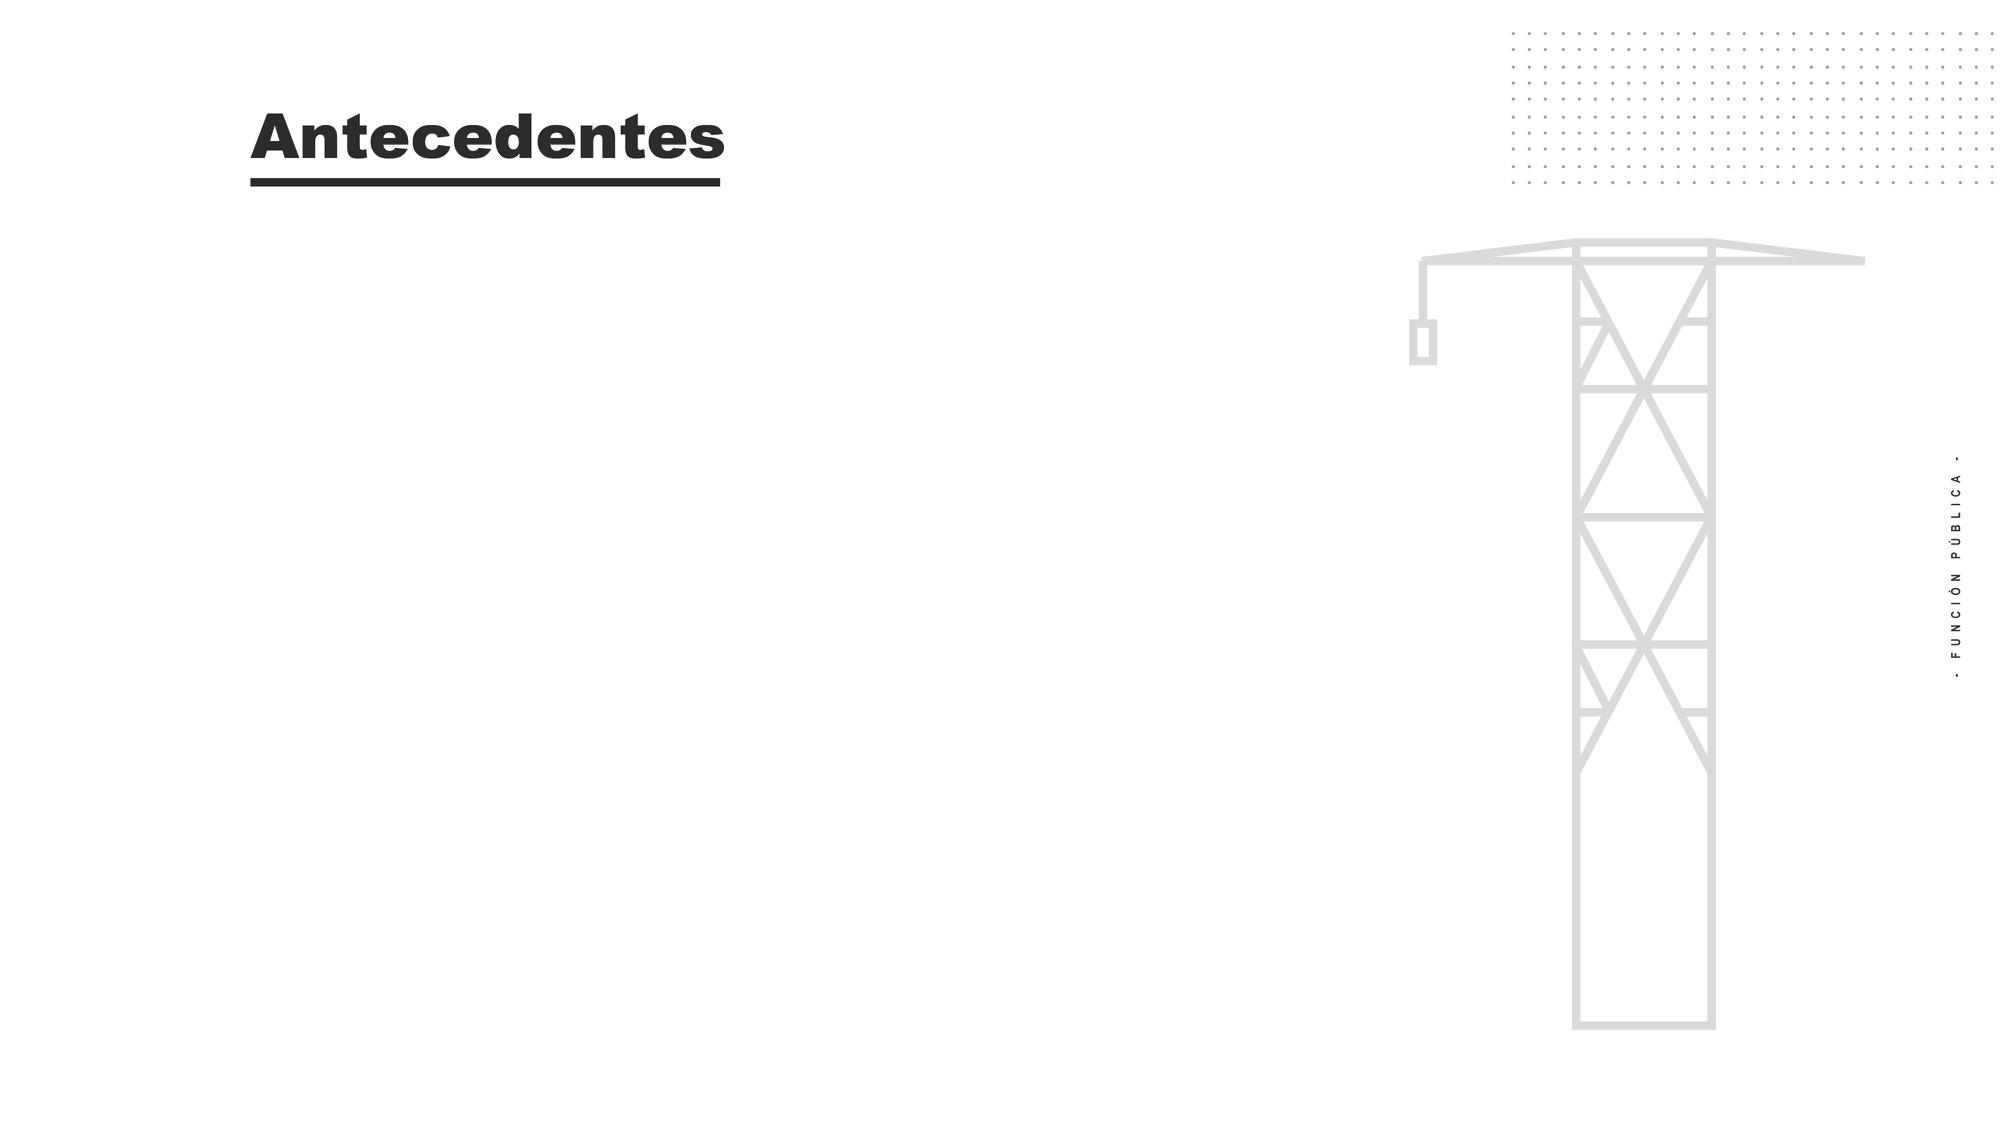 Antecedentes
- FUNCIÓN PÚBLICA -